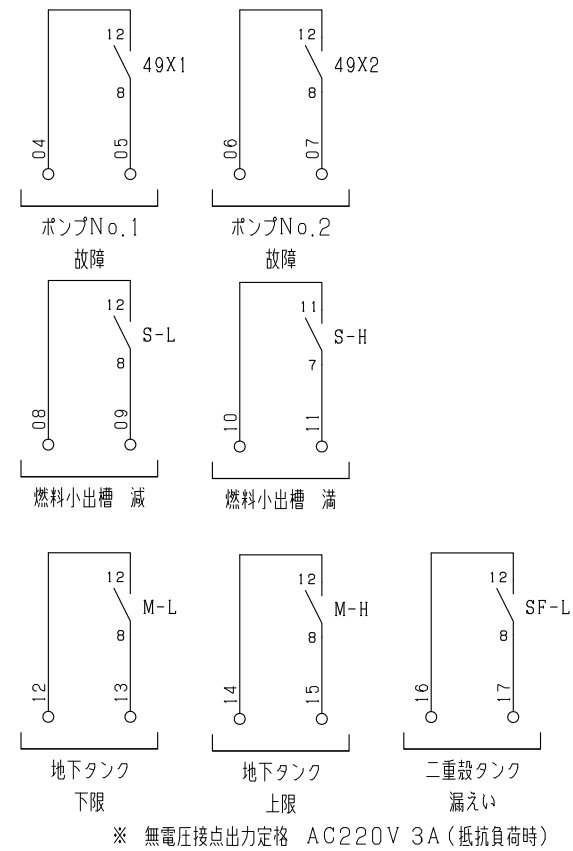 12 12
49X1 49X2
8 8
04 05 06 07
ポンプNo.1 ポンプNo.2
故障 故障
12 11
S-L S-H
8 7
08 09 10 11
燃料小出槽 減 燃料小出槽 満
12 12 12
M-L M-H SF-L
8 8 8
12 13 14 15 16 17
地下タンク 地下タンク 二重殻タンク
下限 上限 漏えい
※ 無電圧接点出力定格 AC220V 3A(抵抗負荷時)